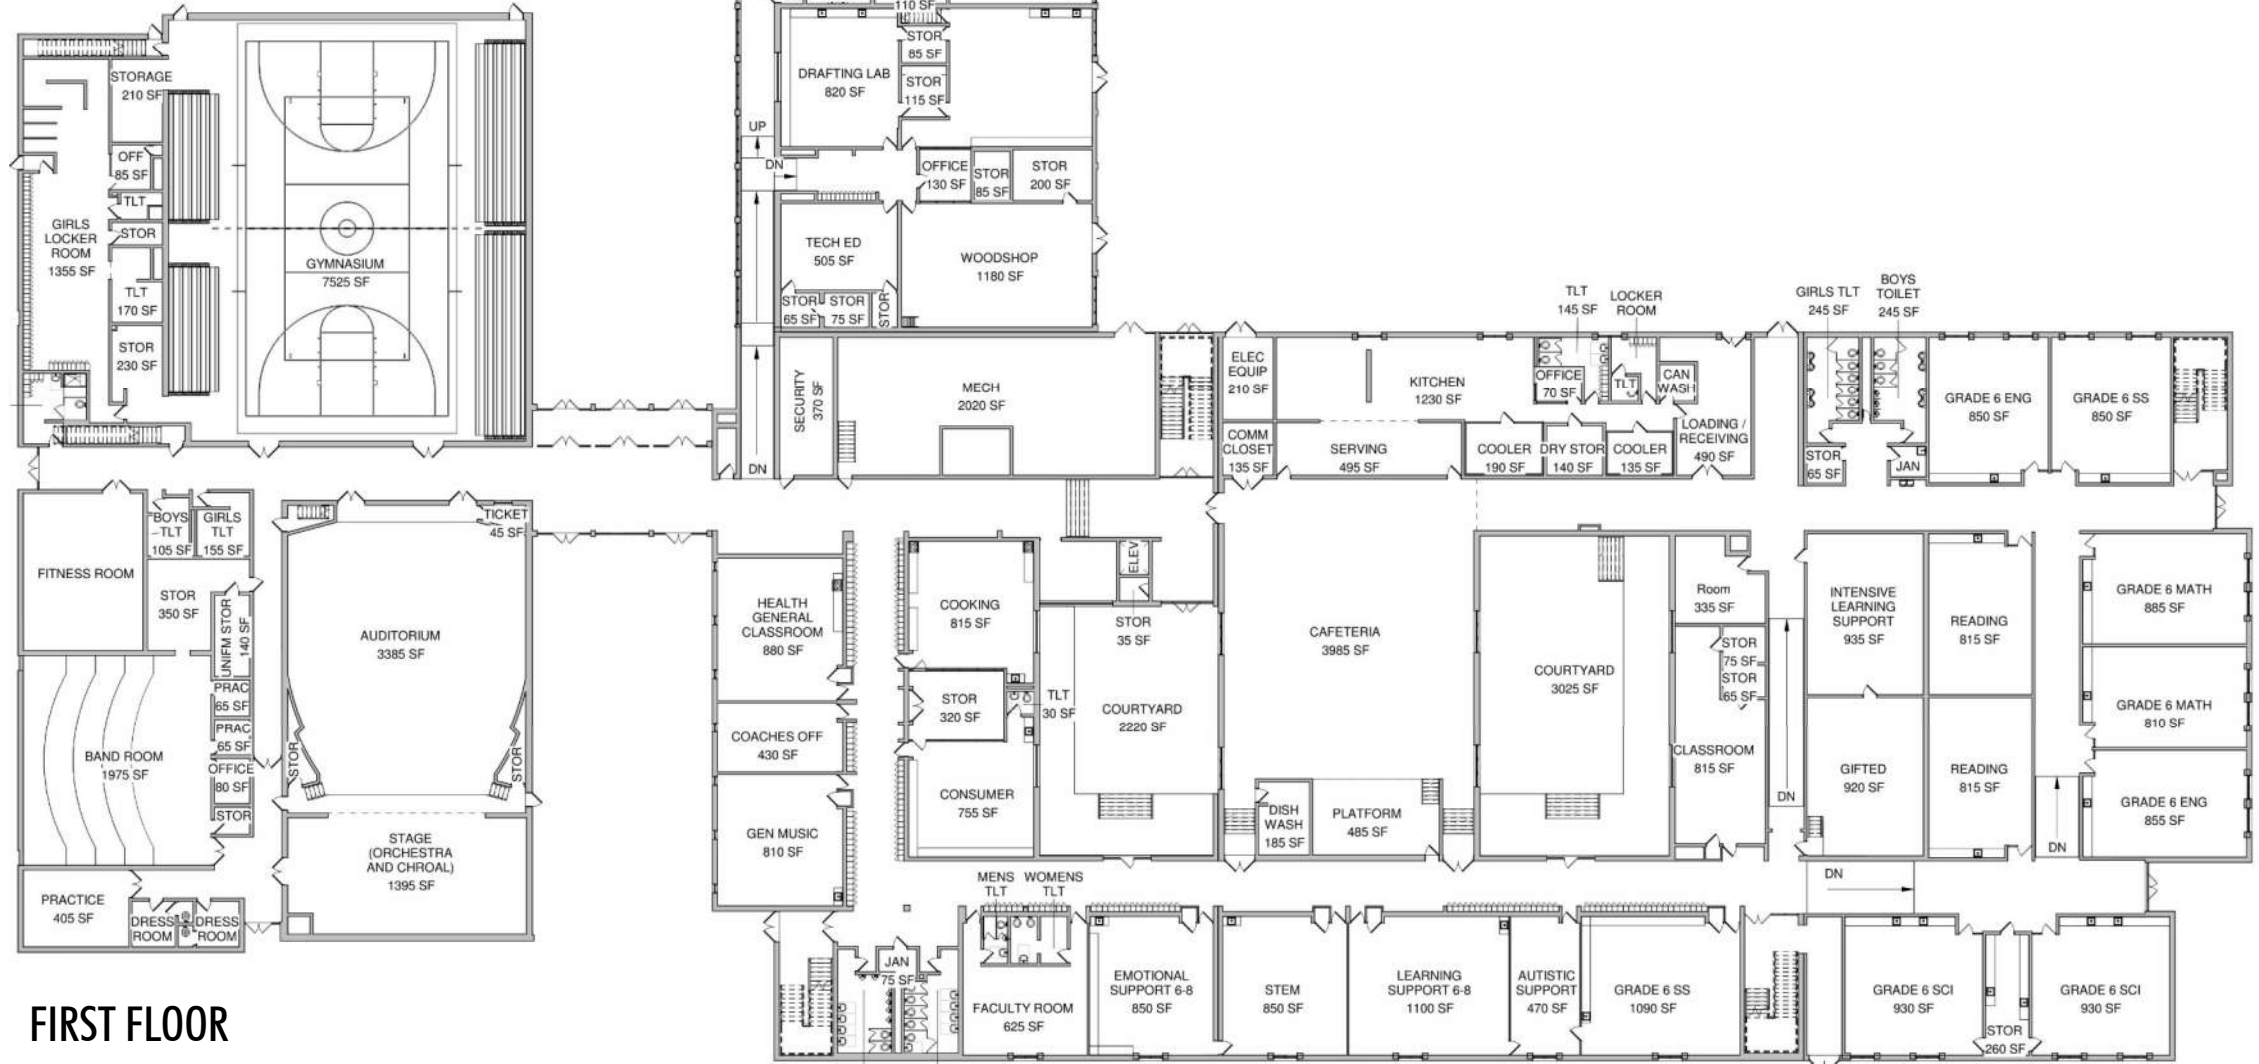 110 SF
STOR
85 SF
DRAFTING LAB
820 SF
STOR
115 SF
STORAGE
210 SF
UP
DN
OFF
85 SF
OFFICE
130 SF
STOR
85 SF
STOR
200 SF
TLT
STOR
GIRLS
LOCKER
ROOM
1355 SF
GYMNASIUM
7525 SF
TECH ED
505 SF
WOODSHOP
1180 SF
TLT
170 SF
STOR
65 SF
STOR
75 SF
STOR
STOR
230 SF
TLT
145 SF
LOCKER
ROOM
GIRLS TLT
245 SF
BOYS
TOILET
245 SF
SECURITY
370 SF
MECH
2020 SF
ELEC
EQUIP
210 SF
KITCHEN
1230 SF
OFFICE
70 SF
TLT
CAN
WASH
GRADE 6 ENG
850 SF
GRADE 6 SS
850 SF
DN
COMM
CLOSET
135 SF
SERVING
495 SF
COOLER
190 SF
DRY STOR
140 SF
COOLER
135 SF
LOADING /
RECEIVING
490 SF
STOR
65 SF
JAN
FITNESS ROOM
BOYS
TLT
105 SF
GIRLS
TLT
155 SF
TICKET
45 SF
STOR
350 SF
UNIFM STOR
140 SF
AUDITORIUM
3385 SF
HEALTH
GENERAL
CLASSROOM
880 SF
COOKING
815 SF
ELEV
STOR
35 SF
CAFETERIA
3985 SF
COURTYARD
3025 SF
Room
335 SF
INTENSIVE
LEARNING
SUPPORT
935 SF
READING
815 SF
GRADE 6 MATH
885 SF
PRAC
65 SF
PRAC
65 SF
STOR
320 SF
TLT
30 SF
COURTYARD
2220 SF
STOR
75 SF
STOR
65 SF
GRADE 6 MATH
810 SF
BAND ROOM
1975 SF
OFFICE
80 SF
STOR
STOR
STOR
COACHES OFF
430 SF
CLASSROOM
815 SF
GIFTED
920 SF
READING
815 SF
GRADE 6 ENG
855 SF
DN
DN
GEN MUSIC
810 SF
CONSUMER
755 SF
DISH
WASH
185 SF
PLATFORM
485 SF
STAGE
(ORCHESTRA
AND CHROAL)
1395 SF
PRACTICE
405 SF
DRESS
ROOM
DRESS
ROOM
MENS
TLT
WOMENS
TLT
DN
JAN
75 SF
FACULTY ROOM
625 SF
EMOTIONAL
SUPPORT 6-8
850 SF
STEM
850 SF
LEARNING
SUPPORT 6-8
1100 SF
AUTISTIC
SUPPORT
470 SF
GRADE 6 SS
1090 SF
GRADE 6 SCI
930 SF
STOR
260 SF
GRADE 6 SCI
930 SF
FIRST FLOOR